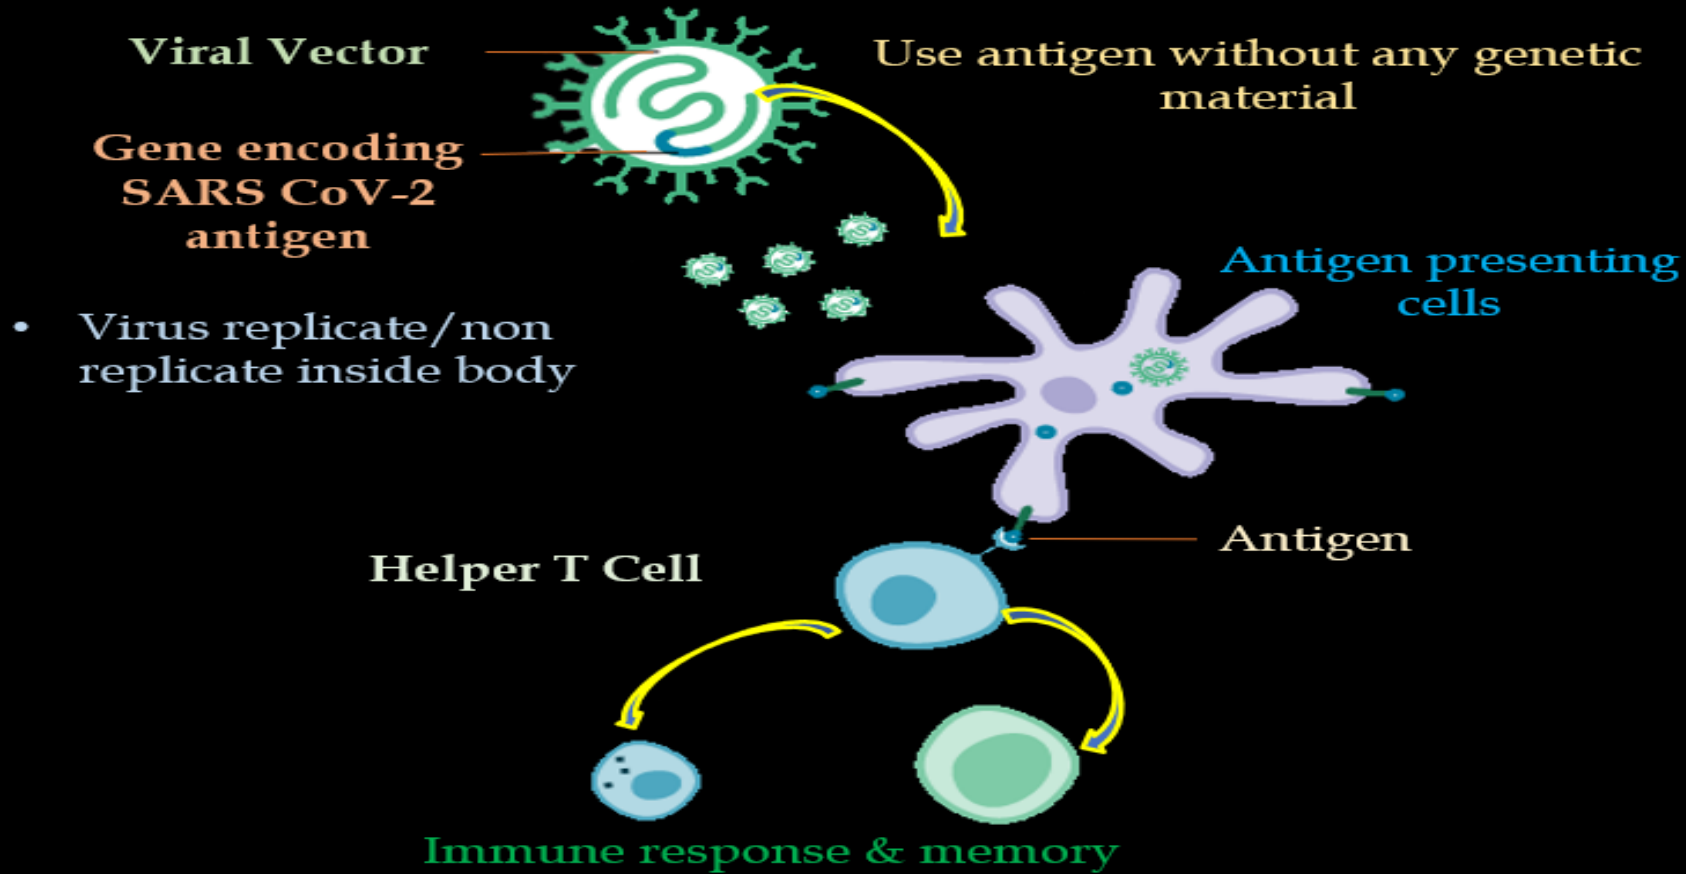 Viral Vector
Use antigen without any genetic
material
Gene encoding
SARS CoV-2
antigen
Antigen presenting
cells
• Virus replicate/non
replicate inside body
Antigen
Helper T Cell
Immune response & memory